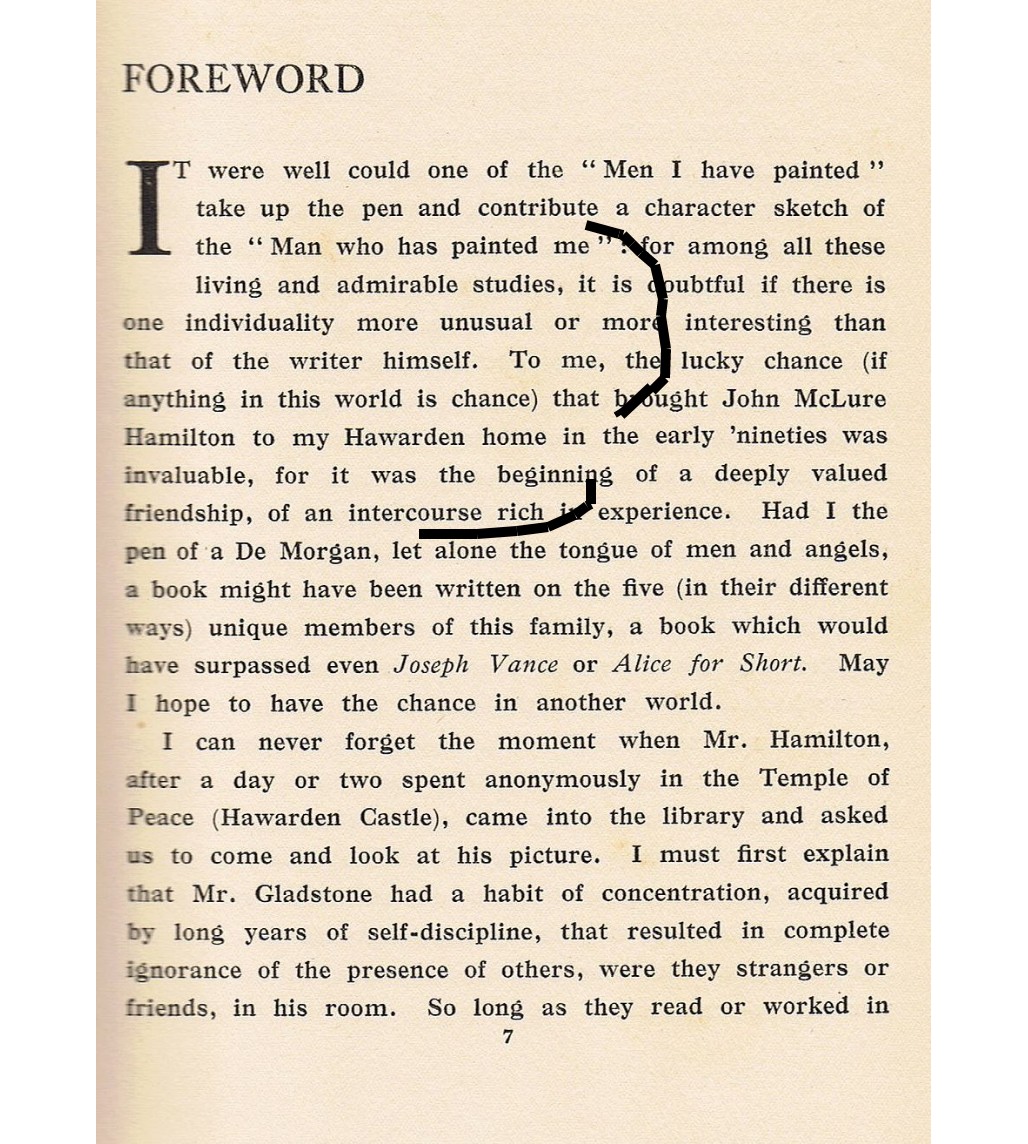 FOREWORD
IT were well could one of the “ Men I have painted ”
take up the pen and contribute a character sketch of
the “ Man who has painted me ” : for among all these
living and admirable studies, it is doubtful if there is
one individuality more unusual or more interesting than
that of the writer himself. To me, the lucky chance (if
anything in this world is chance) that brought John McLure
Hamilton to my Hawarden home in the early ’nineties was
invaluable, for it was the beginning of a deeply valued
friendship, of an intercourse rich in experience. Had I the
pen of a De Morgan, let alone the tongue of men and angels,
a book might have been written on the five (in their different
ways) unique members of this family, a book which would
have surpassed even Joseph Vance or Alice for Short. May
I hope to have the chance in another world.
I can never forget the moment when Mr. Hamilton,
after a day or two spent anonymously in the Temple of
Peace (Hawarden Castle), came into the library and asked
us to come and look at his picture. I must first explain
that Mr. Gladstone had a habit of concentration, acquired
by long years of self-discipline, that resulted in complete
ignorance of the presence of others, were they strangers or
friends, in his room. So long as they read or worked in
7